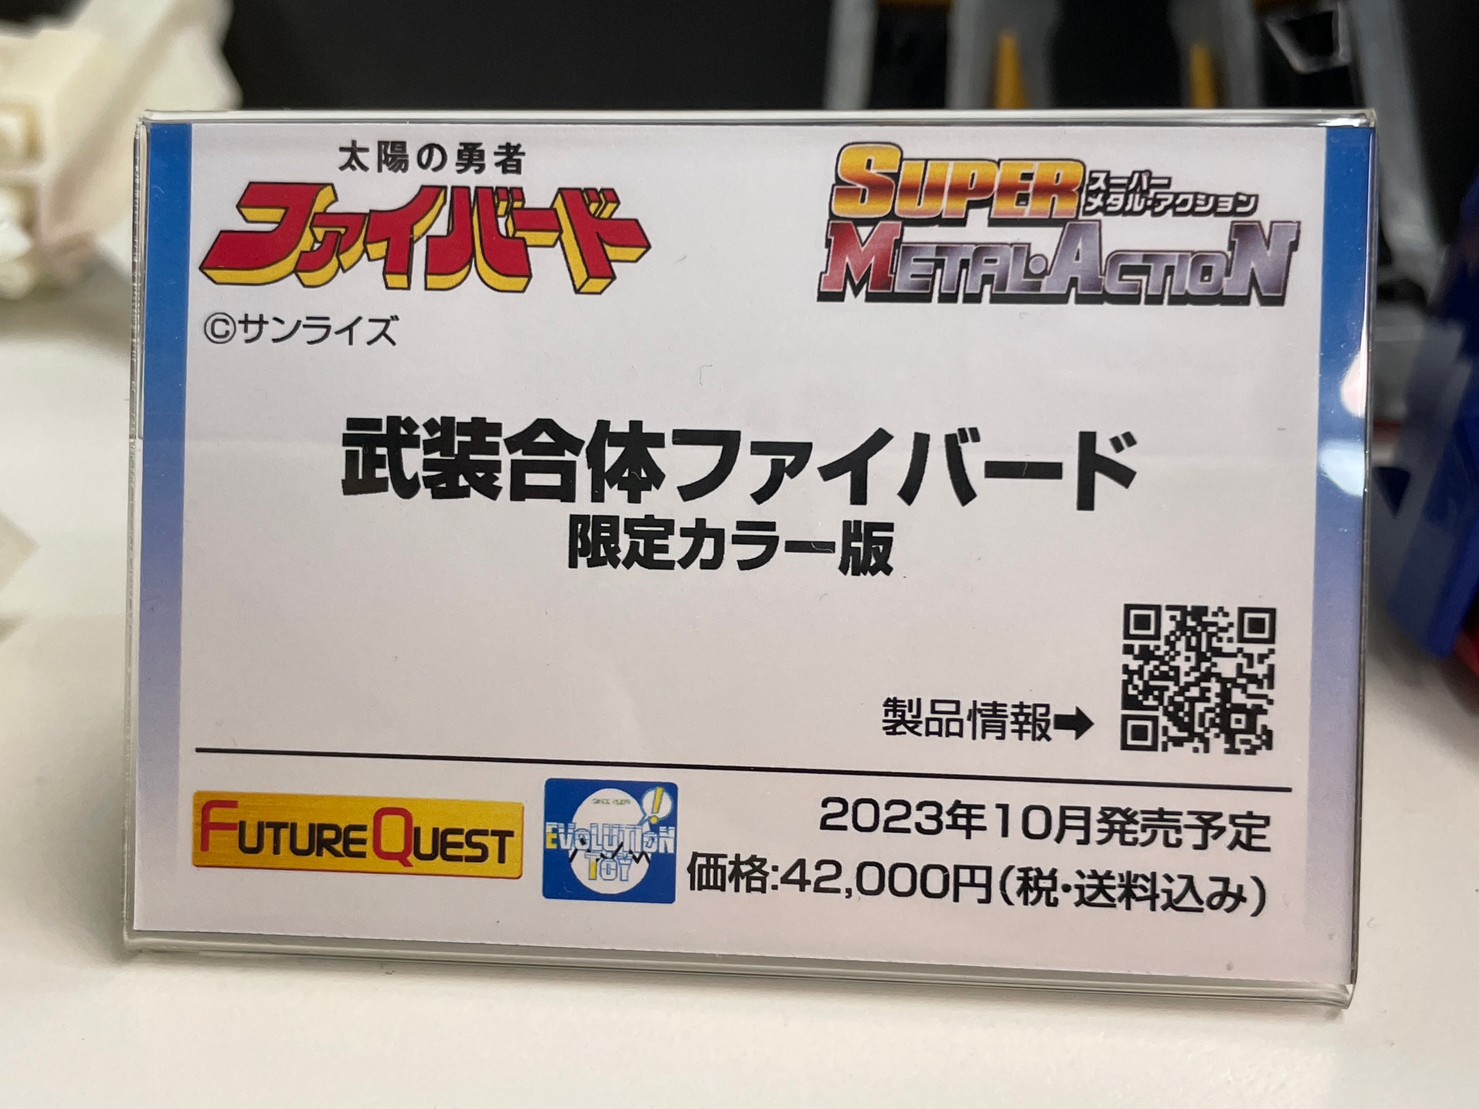 太陽の勇者
ファイバード
©サンライズ
SUPER
スーパー
メタル・アクション
METAL・ACTION
武装合体ファイバード
限定カラー版
製品情報➡
FUTUREQUEST
EVOLUTION!
TOY
2023年10月発売予定
価格:42,000円(税・送料込み)